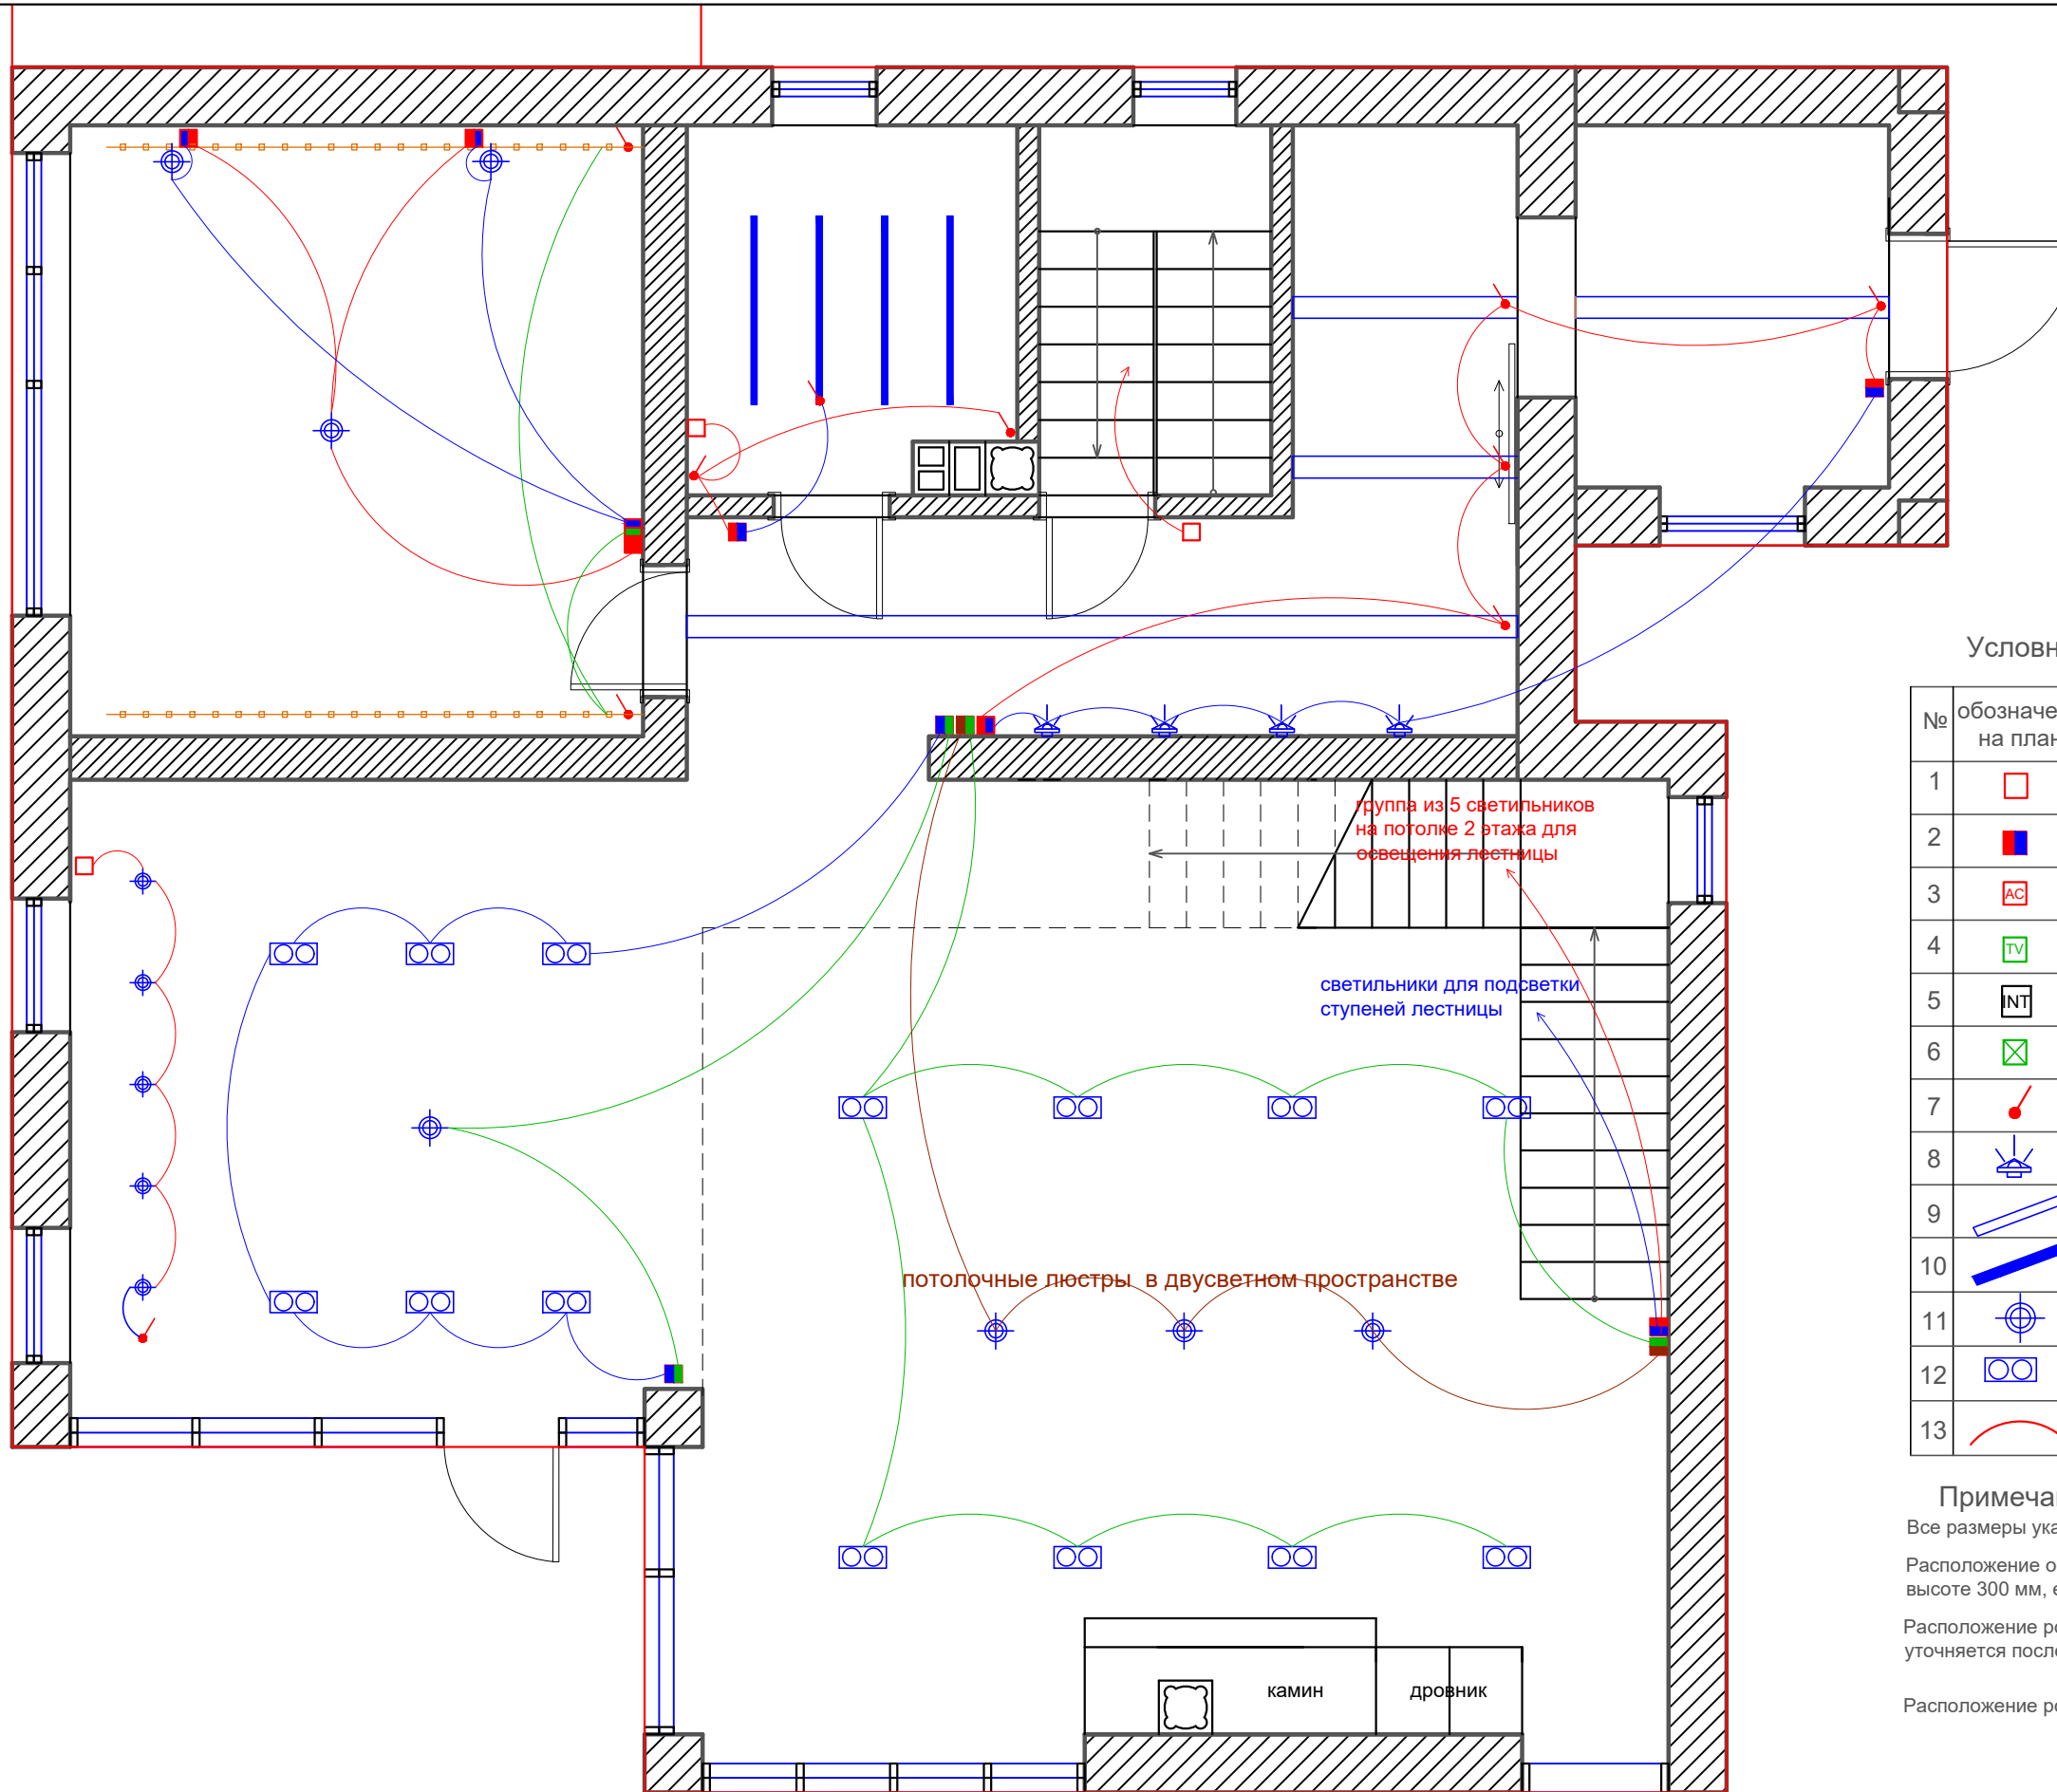 группа из 5 светильников
на потолке 2 этажа для
освещения лестницы
светильники для подсветки
ступеней лестницы
потолочные люстры в двусветном пространстве
камин
дровник
Условн
№ обозначе
на план
1
2
3 AC
4 TV
5 INT
6
7
8
9
10
11
12
13
Примеча
Все размеры ука
Расположение о
высоте 300 мм, е
Расположение ро
уточняется посл
Расположение ро